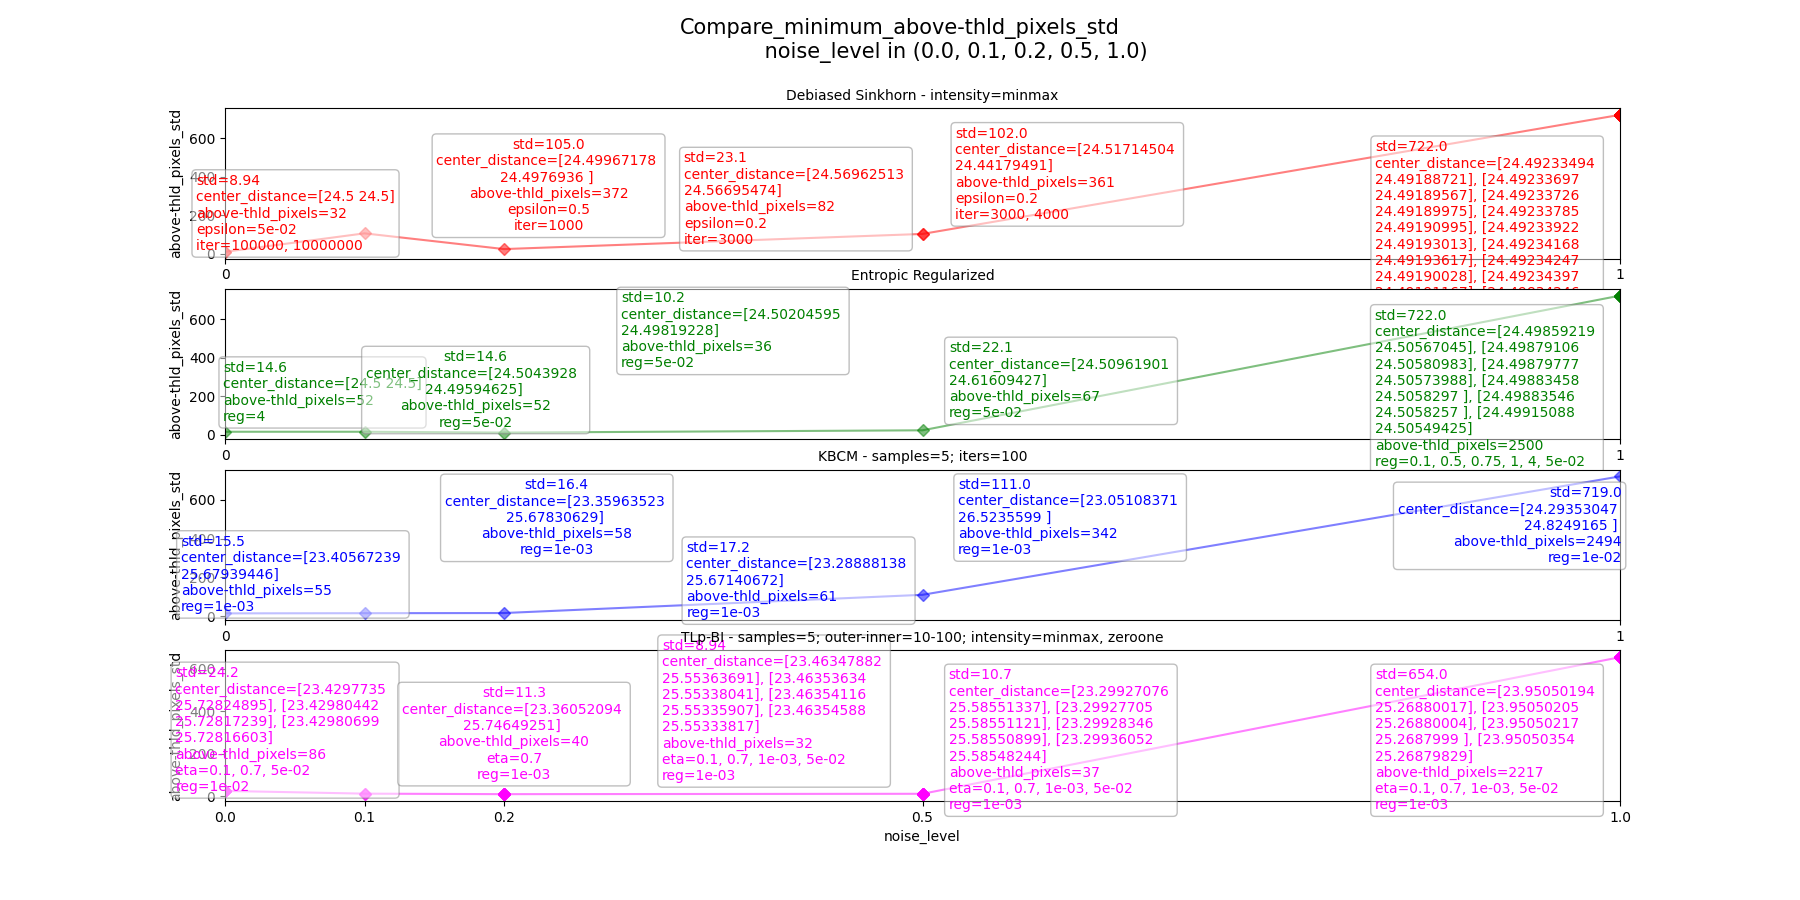 Compare_minimum_above-thld_pixels_std
noise_level in (0.0, 0.1, 0.2, 0.5, 1.0)
Debiased Sinkhorn - intensity=minmax
above-thld_pixels_std
600
400
200
0
std=8.94
center_distance=[24.5 24.5]
above-thld_pixels=32
epsilon=5e-02
iter=100000, 10000000
std=105.0
center_distance=[24.49967178
24.4976936 ]
above-thld_pixels=372
epsilon=0.5
iter=1000
std=23.1
center_distance=[24.56962513
24.56695474]
above-thld_pixels=82
epsilon=0.2
iter=3000
std=102.0
center_distance=[24.51714504
24.44179491]
above-thld_pixels=361
epsilon=0.2
iter=3000, 4000
std=722.0
center_distance=[24.49233494
24.49188721], [24.49233697
24.49189567], [24.49233726
24.49189975], [24.49233785
24.49190995], [24.49233922
24.49193013], [24.49234168
24.49193617], [24.49234247
24.49190028], [24.49234397
0
1
Entropic Regularized
above-thld_pixels_std
600
400
200
0
std=14.6
center_distance=[24.5 24.5]
above-thld_pixels=52
reg=4
std=14.6
center_distance=[24.5043928
24.49594625]
above-thld_pixels=52
reg=5e-02
std=10.2
center_distance=[24.50204595
24.49819228]
above-thld_pixels=36
reg=5e-02
std=22.1
center_distance=[24.50961901
24.61609427]
above-thld_pixels=67
reg=5e-02
std=722.0
center_distance=[24.49859219
24.50567045], [24.49879106
24.50580983], [24.49879777
24.50573988], [24.49883458
24.5058297 ], [24.49883546
24.5058257 ], [24.49915088
24.50549425]
above-thld_pixels=2500
reg=0.1, 0.5, 0.75, 1, 4, 5e-02
0
1
KBCM - samples=5; iters=100
above-thld_pixels_std
600
400
200
0
std=15.5
center_distance=[23.40567239
25.67939446]
above-thld_pixels=55
reg=1e-03
std=16.4
center_distance=[23.35963523
25.67830629]
above-thld_pixels=58
reg=1e-03
std=17.2
center_distance=[23.28888138
25.67140672]
above-thld_pixels=61
reg=1e-03
std=111.0
center_distance=[23.05108371
26.5235599 ]
above-thld_pixels=342
reg=1e-03
std=719.0
center_distance=[24.29353047
24.8249165 ]
above-thld_pixels=2494
reg=1e-02
0
1
TLp-BI - samples=5; outer-inner=10-100; intensity=minmax, zeroone
above-thld_pixels_std
600
400
200
0
std=24.2
center_distance=[23.4297735
25.72824895], [23.42980442
25.72817239], [23.42980699
25.72816603]
above-thld_pixels=86
eta=0.1, 0.7, 5e-02
reg=1e-02
std=11.3
center_distance=[23.36052094
25.74649251]
above-thld_pixels=40
eta=0.7
reg=1e-03
std=8.94
center_distance=[23.46347882
25.55363691], [23.46353634
25.55338041], [23.46354116
25.55335907], [23.46354588
25.55333817]
above-thld_pixels=32
eta=0.1, 0.7, 1e-03, 5e-02
reg=1e-03
std=10.7
center_distance=[23.29927076
25.58551337], [23.29927705
25.58551121], [23.29928346
25.58550899], [23.29936052
25.58548244]
above-thld_pixels=37
eta=0.1, 0.7, 1e-03, 5e-02
reg=1e-03
std=654.0
center_distance=[23.95050194
25.26880017], [23.95050205
25.26880004], [23.95050217
25.2687999 ], [23.95050354
25.26879829]
above-thld_pixels=2217
eta=0.1, 0.7, 1e-03, 5e-02
reg=1e-03
0.0
0.1
0.2
0.5
1.0
noise_level